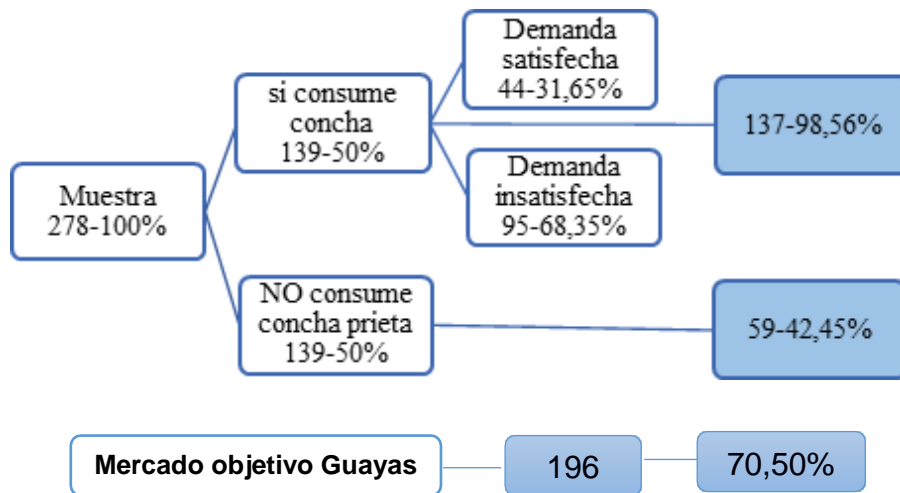 Demanda
satisfecha
44-31,65%
si consume
concha
139-50%
137-98,56%
Demanda
insatisfecha
95-68,35%
Muestra
278-100%
NO consume
concha prieta
139-50%
59-42,45%
Mercado objetivo Guayas
196
70,50%